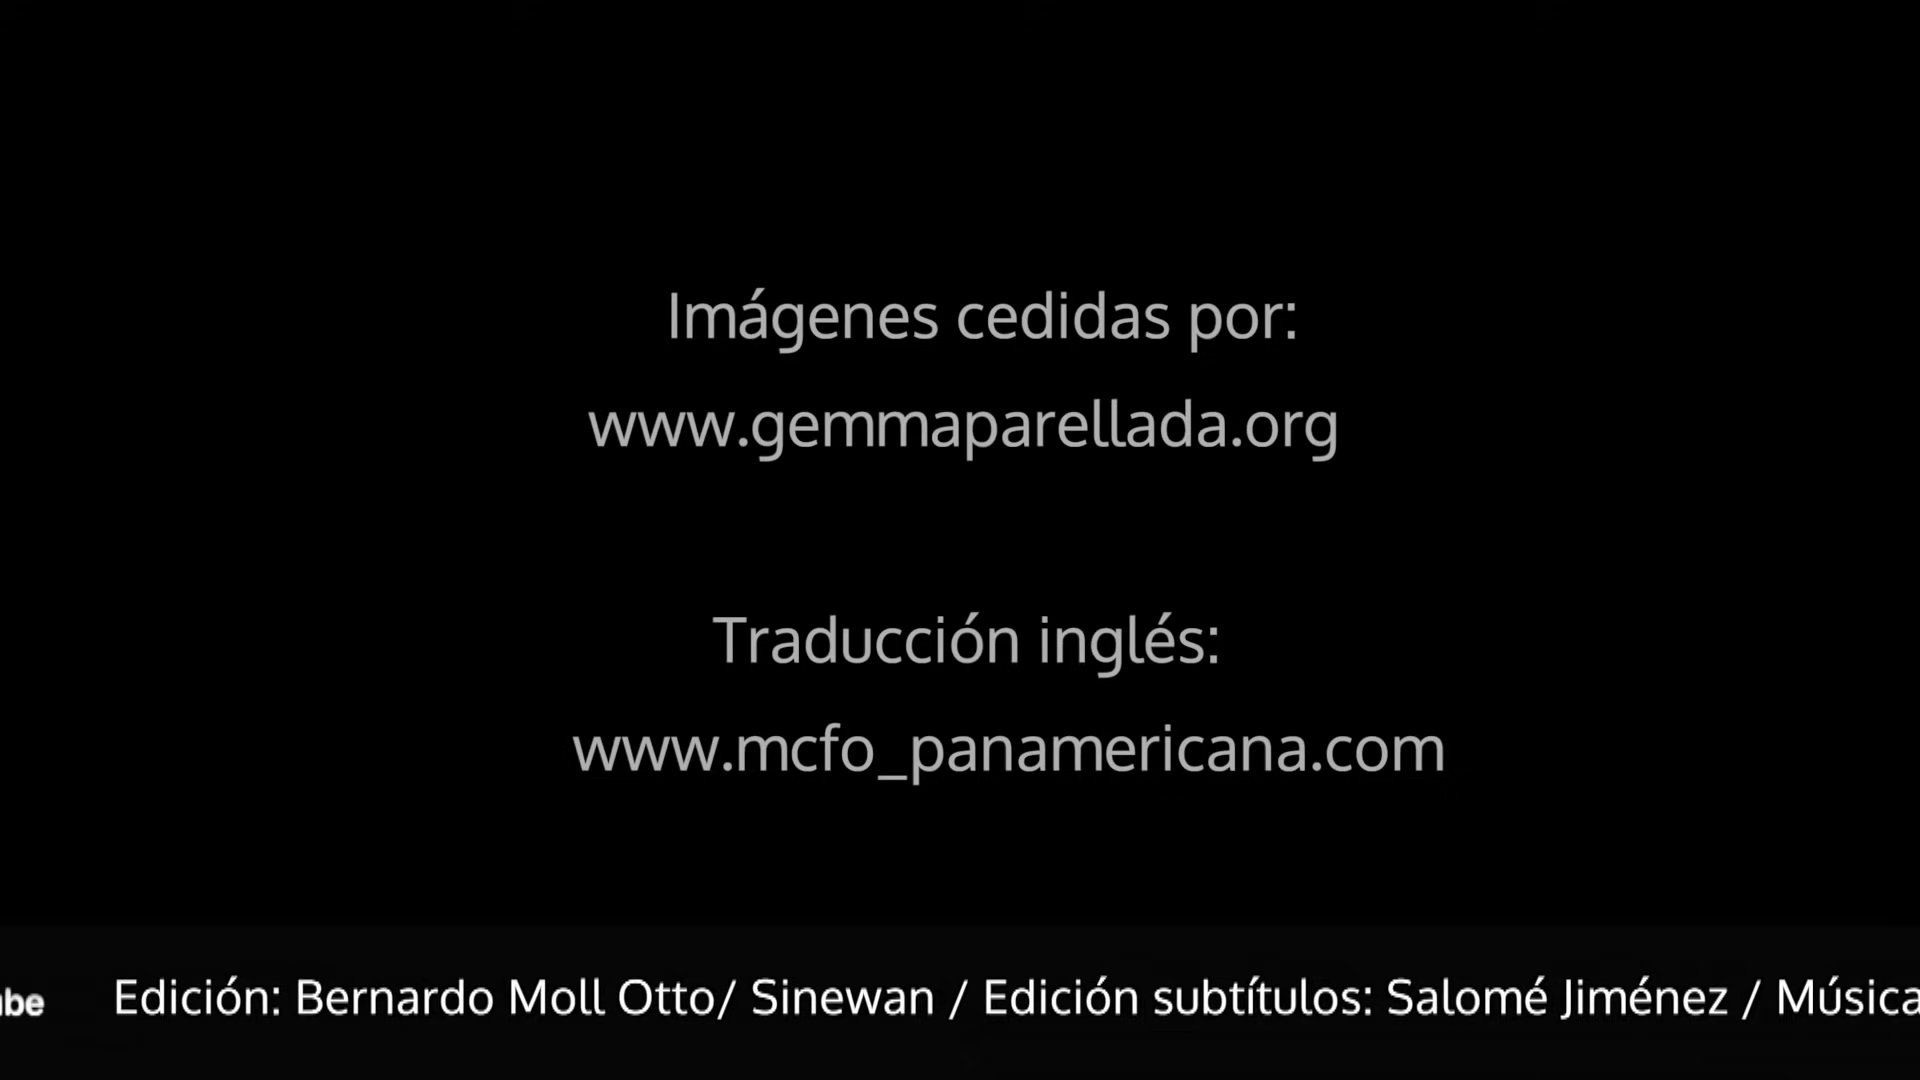 Imágenes cedidas por:
www.gemmaparellada.org
Traducción inglés:
www.mcfo_panamericana.com
Edición: Bernardo Moll Otto/ Sinewan / Edición subtítulos: Salomé Jiménez / Música